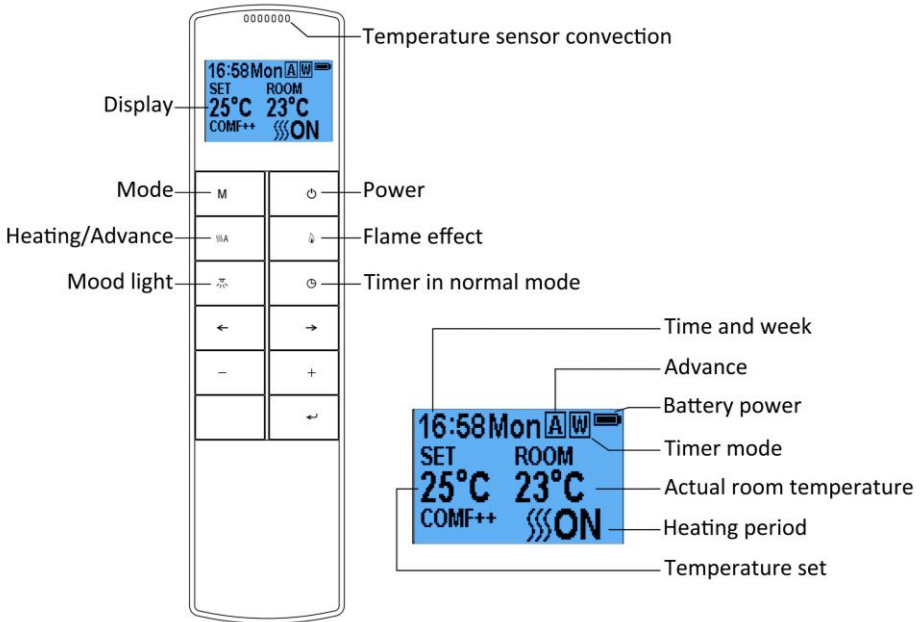 Temperature sensor convection
16:58Mon A W
SET ROOM
Display
25°C 23°C
COMF++ ON
Mode
M
Power
Heating/Advance
A
Flame effect
Mood light
Timer in normal mode
← →
− +
↵
Time and week
Advance
Battery power
16:58Mon A W
Timer mode
SET ROOM
25°C 23°C
Actual room temperature
COMF++ ON
Heating period
Temperature set